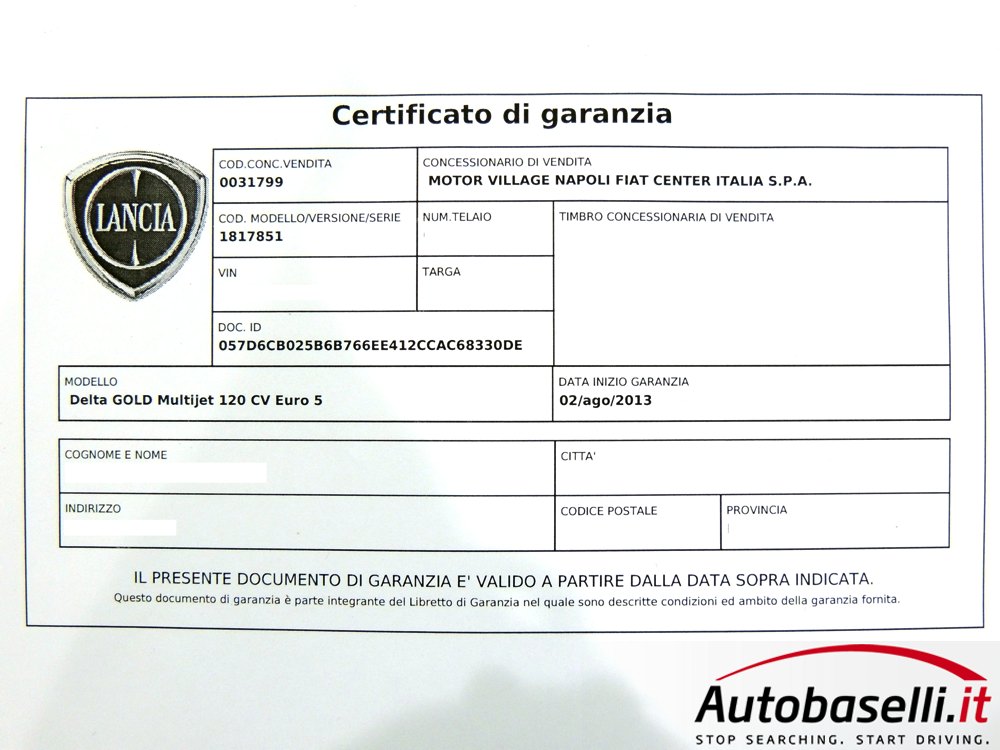 Certificato di garanzia
LANCIA
COD.CONC.VENDITA
0031799
CONCESSIONARIO DI VENDITA
MOTOR VILLAGE NAPOLI FIAT CENTER ITALIA S.P.A.
COD. MODELLO/VERSIONE/SERIE
1817851
NUM.TELAIO
TIMBRO CONCESSIONARIA DI VENDITA
VIN
TARGA
DOC. ID
057D6CB025B6B766EE412CCAC68330DE
MODELLO
Delta GOLD Multijet 120 CV Euro 5
DATA INIZIO GARANZIA
02/ago/2013
COGNOME E NOME
CITTA'
INDIRIZZO
CODICE POSTALE
PROVINCIA
IL PRESENTE DOCUMENTO DI GARANZIA E' VALIDO A PARTIRE DALLA DATA SOPRA INDICATA.
Questo documento di garanzia è parte integrante del Libretto di Garanzia nel quale sono descritte condizioni ed ambito della garanzia fornita.
Autobaselli.it
STOP SEARCHING. START DRIVING.